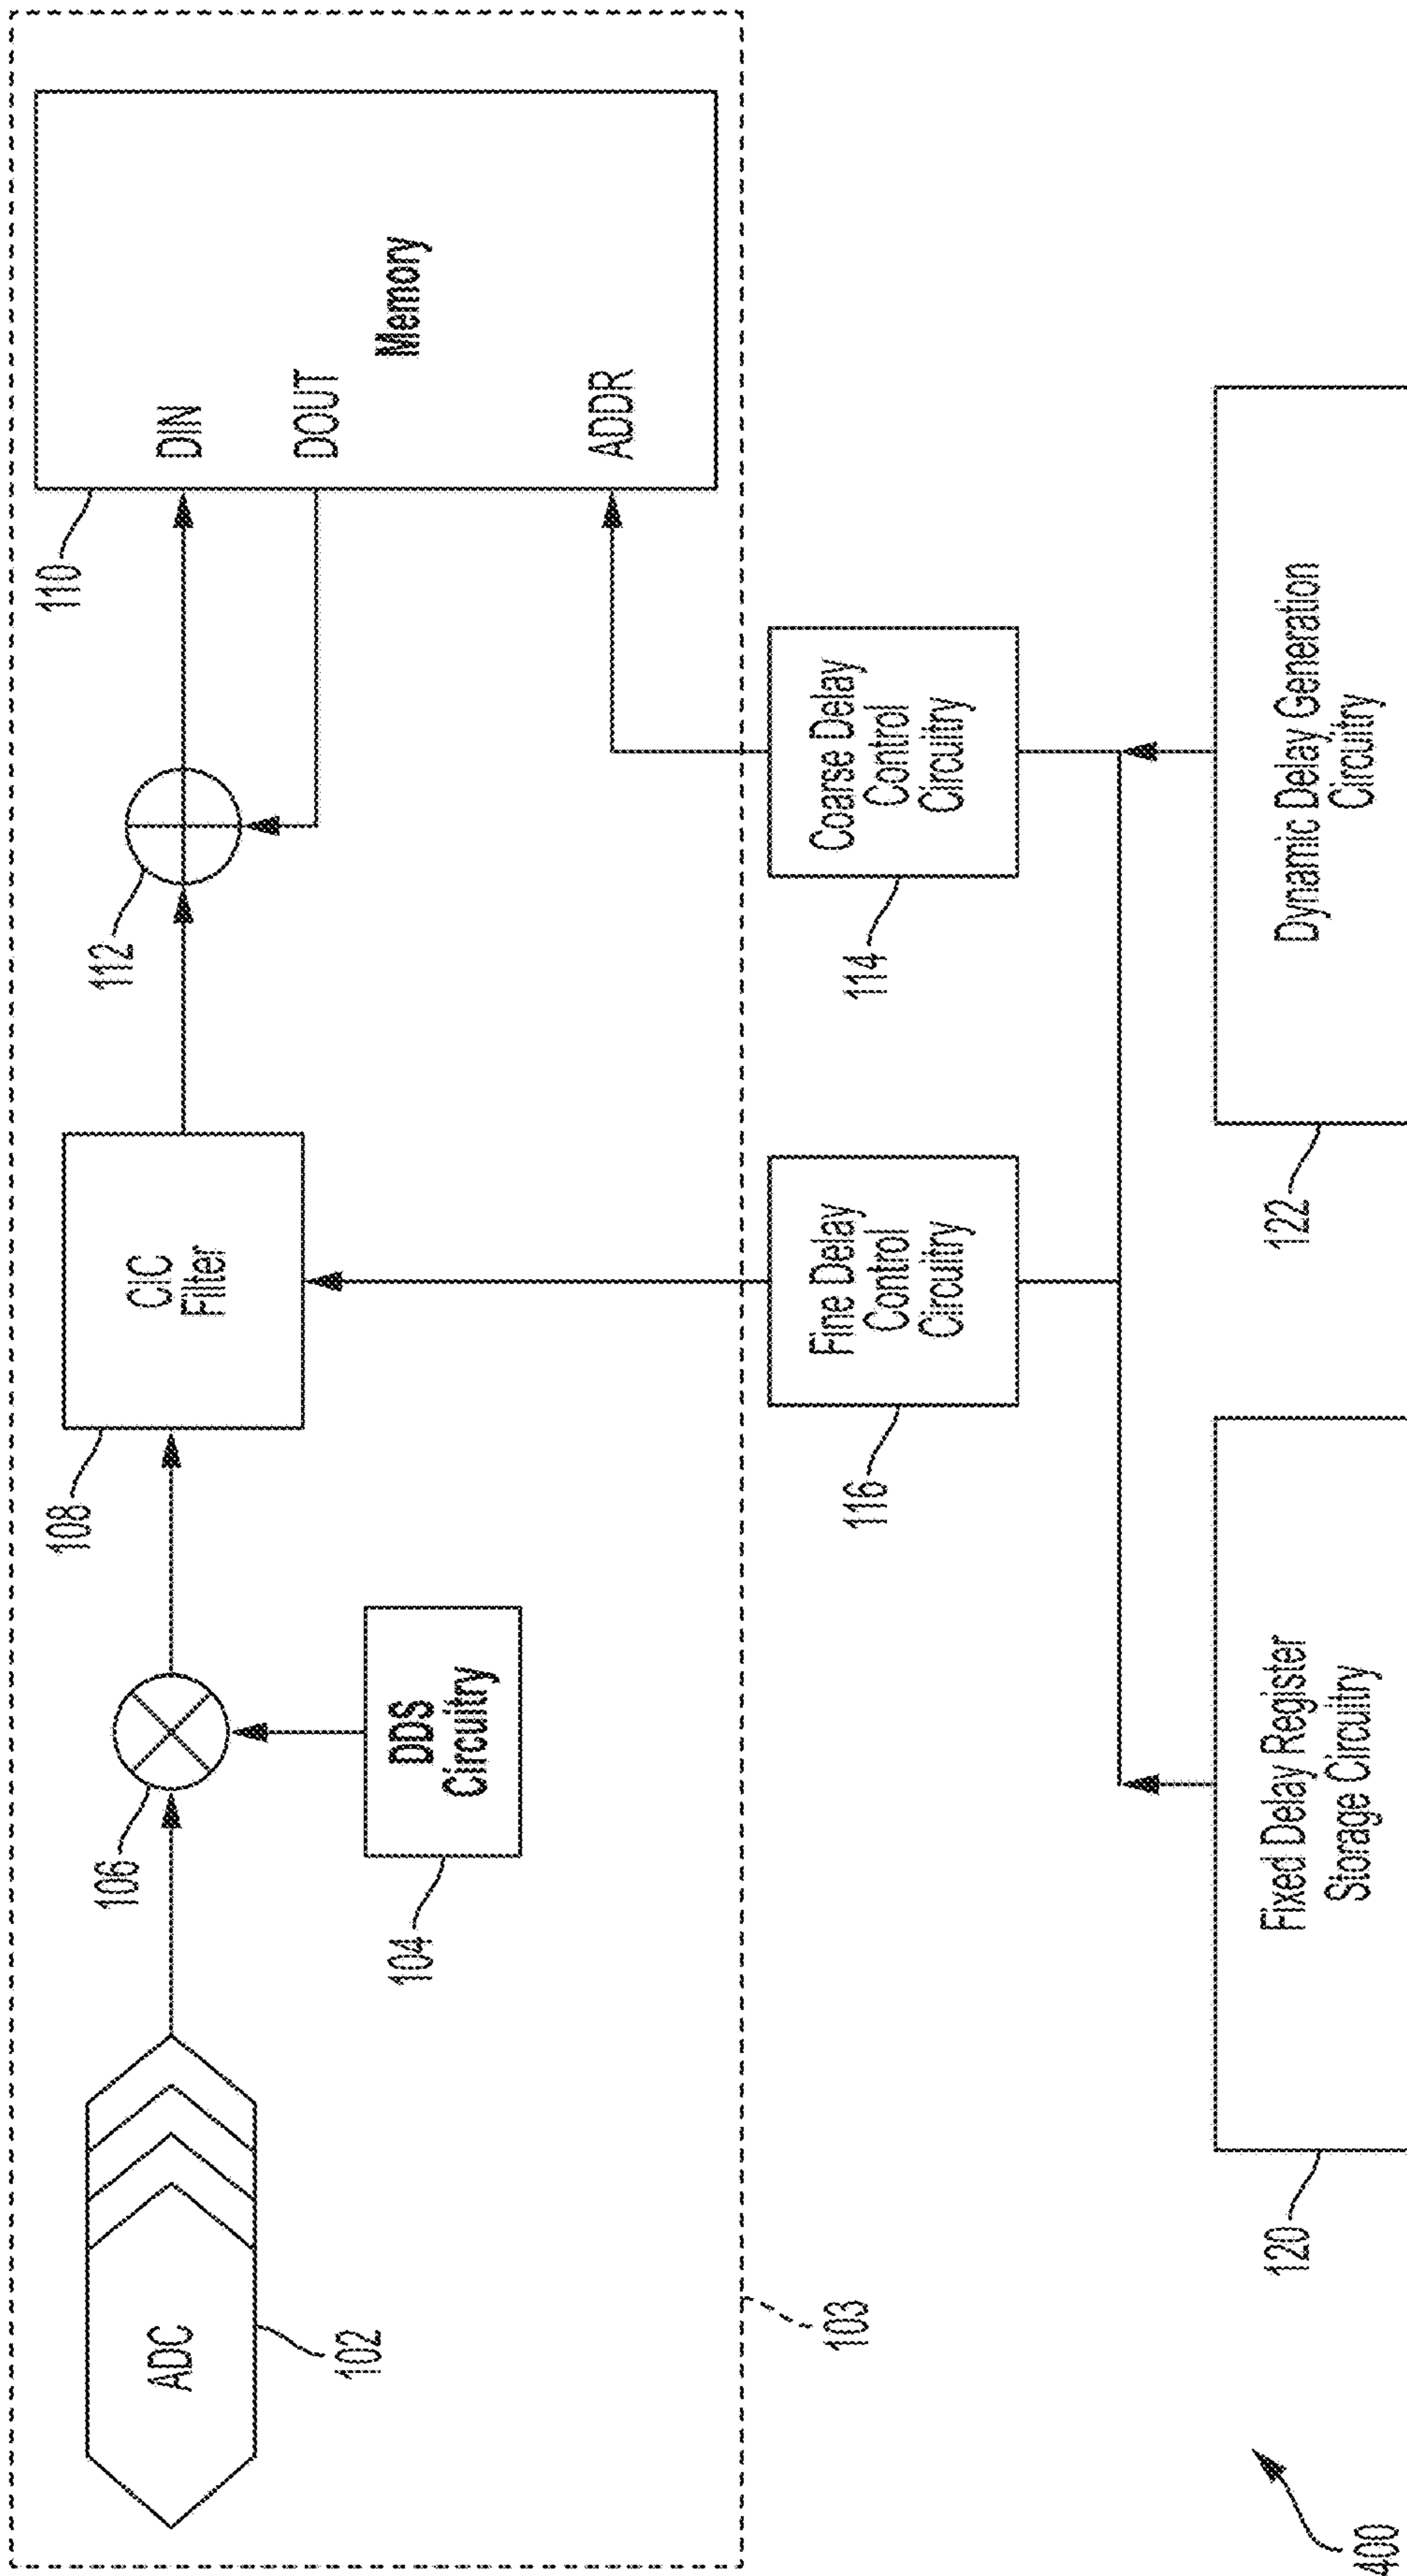 ADC
102
106
DDS
Circuitry
104
CIC
Filter
108
112
110
DIN
DOUT
Memory
ADDR
103
Fine Delay
Control
Circuitry
116
Coarse Delay
Control
Circuitry
114
Fixed Delay Register
Storage Circuitry
120
Dynamic Delay Generation
Circuitry
122
400